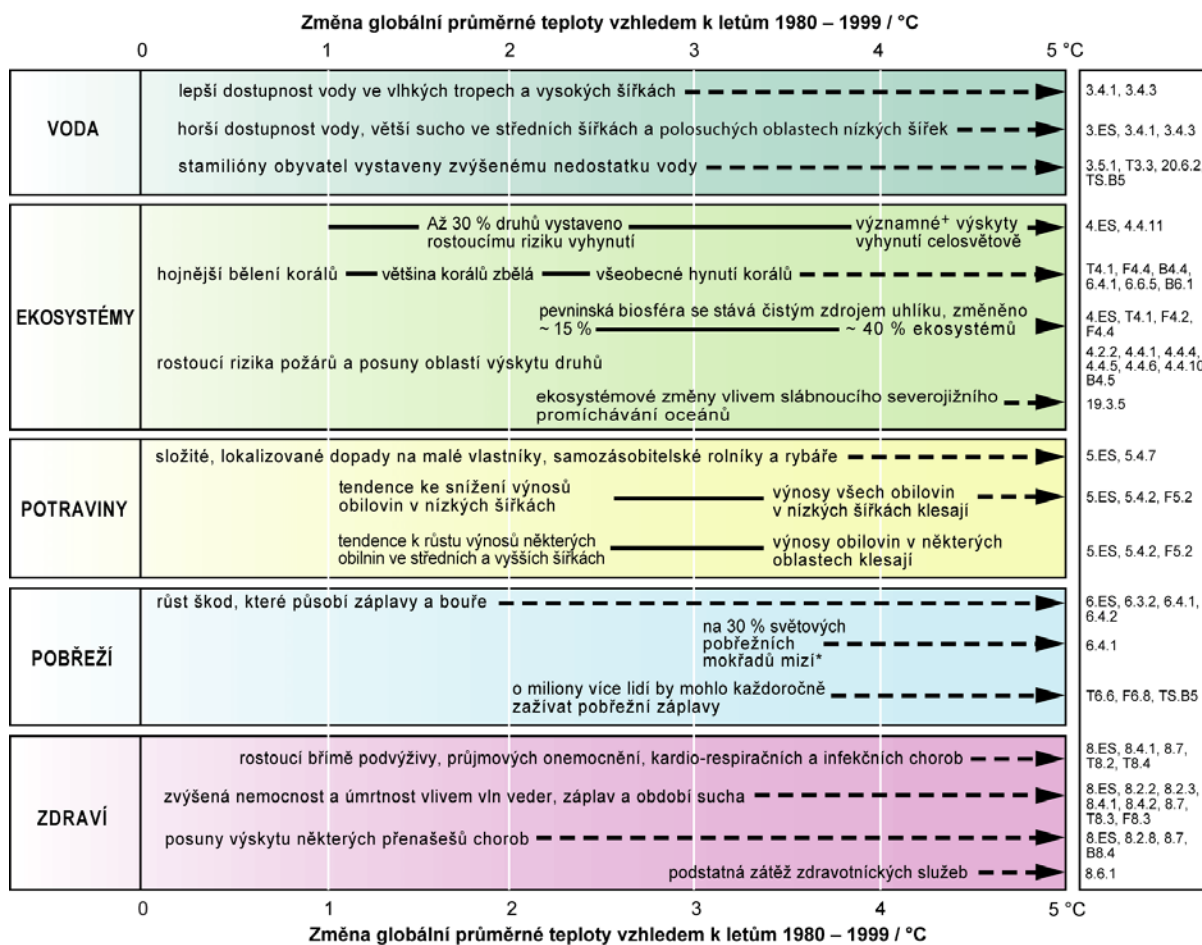 Změna globální průměrné teploty vzhledem k letům 1980 – 1999 / °C
0 1 2 3 4 5 °C
VODA
lepší dostupnost vody ve vlhkých tropech a vysokých šířkách
3.4.1, 3.4.3
horší dostupnost vody, větší sucho ve středních šířkách a polosuchých oblastech nízkých šířek
3.ES, 3.4.1, 3.4.3
stamilióny obyvatel vystaveny zvýšenému nedostatku vody
3.5.1, T3.3, 20.6.2
TS.B5
EKOSYSTÉMY
Až 30 % druhů vystaveno
rostoucímu riziku vyhynutí
významné+ výskyty
vyhynutí celosvětově
4.ES, 4.4.11
hojnější bělení korálů
většina korálů zbělá
všeobecné hynutí korálů
T4.1, F4.4, B4.4,
6.4.1, 6.6.5, B6.1
pevninská biosféra se stává čistým zdrojem uhlíku, změněno
~ 15 %
~ 40 % ekosystémů
4.ES, T4.1, F4.2,
F4.4
rostoucí rizika požárů a posuny oblastí výskytu druhů
4.2.2, 4.4.1, 4.4.4,
4.4.5, 4.4.6, 4.4.10
B4.5
ekosystémové změny vlivem slábnoucího severojižního
promíchávání oceánů
19.3.5
POTRAVINY
složité, lokalizované dopady na malé vlastníky, samozásobitelské rolníky a rybáře
5.ES, 5.4.7
tendence ke snížení výnosů
obilovin v nízkých šířkách
výnosy všech obilovin
v nízkých šířkách klesají
5.ES, 5.4.2, F5.2
tendence k růstu výnosů některých
obilnin ve středních a vyšších šířkách
výnosy obilovin v některých
oblastech klesají
5.ES, 5.4.2, F5.2
POBŘEŽÍ
růst škod, které působí záplavy a bouře
6.ES, 6.3.2, 6.4.1,
6.4.2
na 30 % světových
pobřežních
mokřadů mizí*
6.4.1
o miliony více lidí by mohlo každoročně
zažívat pobřežní záplavy
T6.6, F6.8, TS.B5
ZDRAVÍ
rostoucí břímě podvýživy, průjmových onemocnění, kardio-respiračních a infekčních chorob
8.ES, 8.4.1, 8.7,
T8.2, T8.4
zvýšená nemocnost a úmrtnost vlivem vln veder, záplav a období sucha
8.ES, 8.2.2, 8.2.3,
8.4.1, 8.4.2, 8.7,
T8.3, F8.3
posuny výskytu některých přenašešů chorob
8.ES, 8.2.8, 8.7,
B8.4
podstatná zátěž zdravotnických služeb
8.6.1
0 1 2 3 4 5 °C
Změna globální průměrné teploty vzhledem k letům 1980 – 1999 / °C